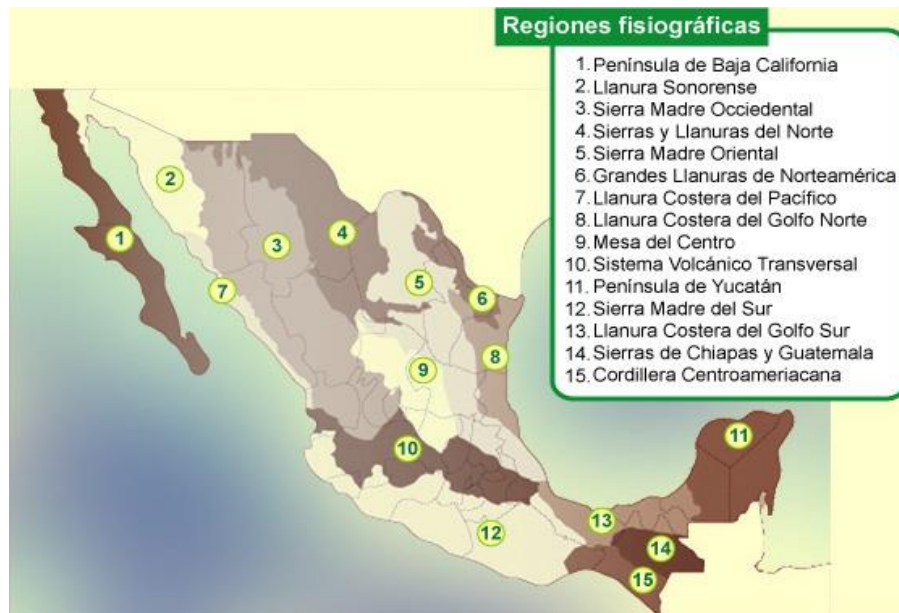 Regiones fisiográficas
1. Península de Baja California
2. Llanura Sonorense
3. Sierra Madre Occiedental
4. Sierras y Llanuras del Norte
5. Sierra Madre Oriental
6. Grandes Llanuras de Norteamérica
7. Llanura Costera del Pacífico
8. Llanura Costera del Golfo Norte
9. Mesa del Centro
10. Sistema Volcánico Transversal
11. Península de Yucatán
12. Sierra Madre del Sur
13. Llanura Costera del Golfo Sur
14. Sierras de Chiapas y Guatemala
15. Cordillera Centroameriacana
2
1
3
4
5
7
6
8
9
10
11
12
13
14
15